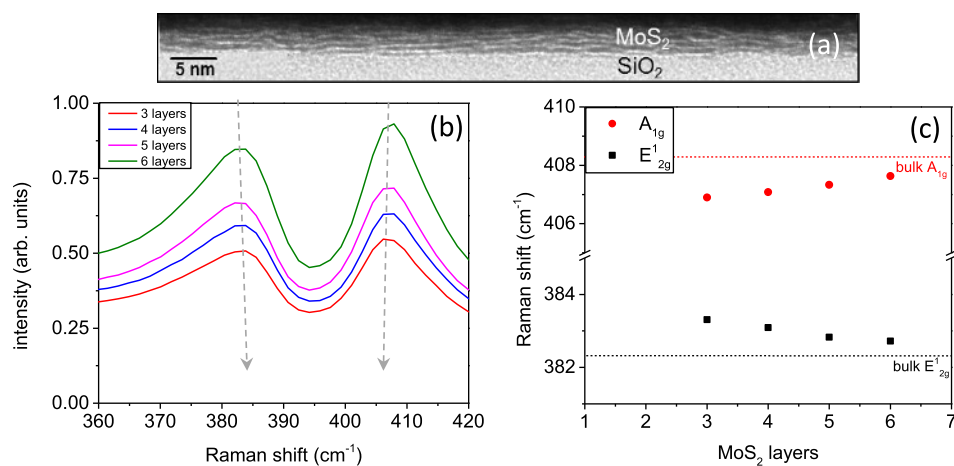 MoS₂
(a)
5 nm
SiO₂
(b)
3 layers
4 layers
5 layers
6 layers
1.00
0.75
0.50
0.25
0.00
intensity (arb. units)
360 370 380 390 400 410 420
Raman shift (cm⁻¹)
(c)
A₁g
E¹₂g
bulk A₁g
bulk E¹₂g
410
408
406
384
382
Raman shift (cm⁻¹)
1 2 3 4 5 6 7
MoS₂ layers